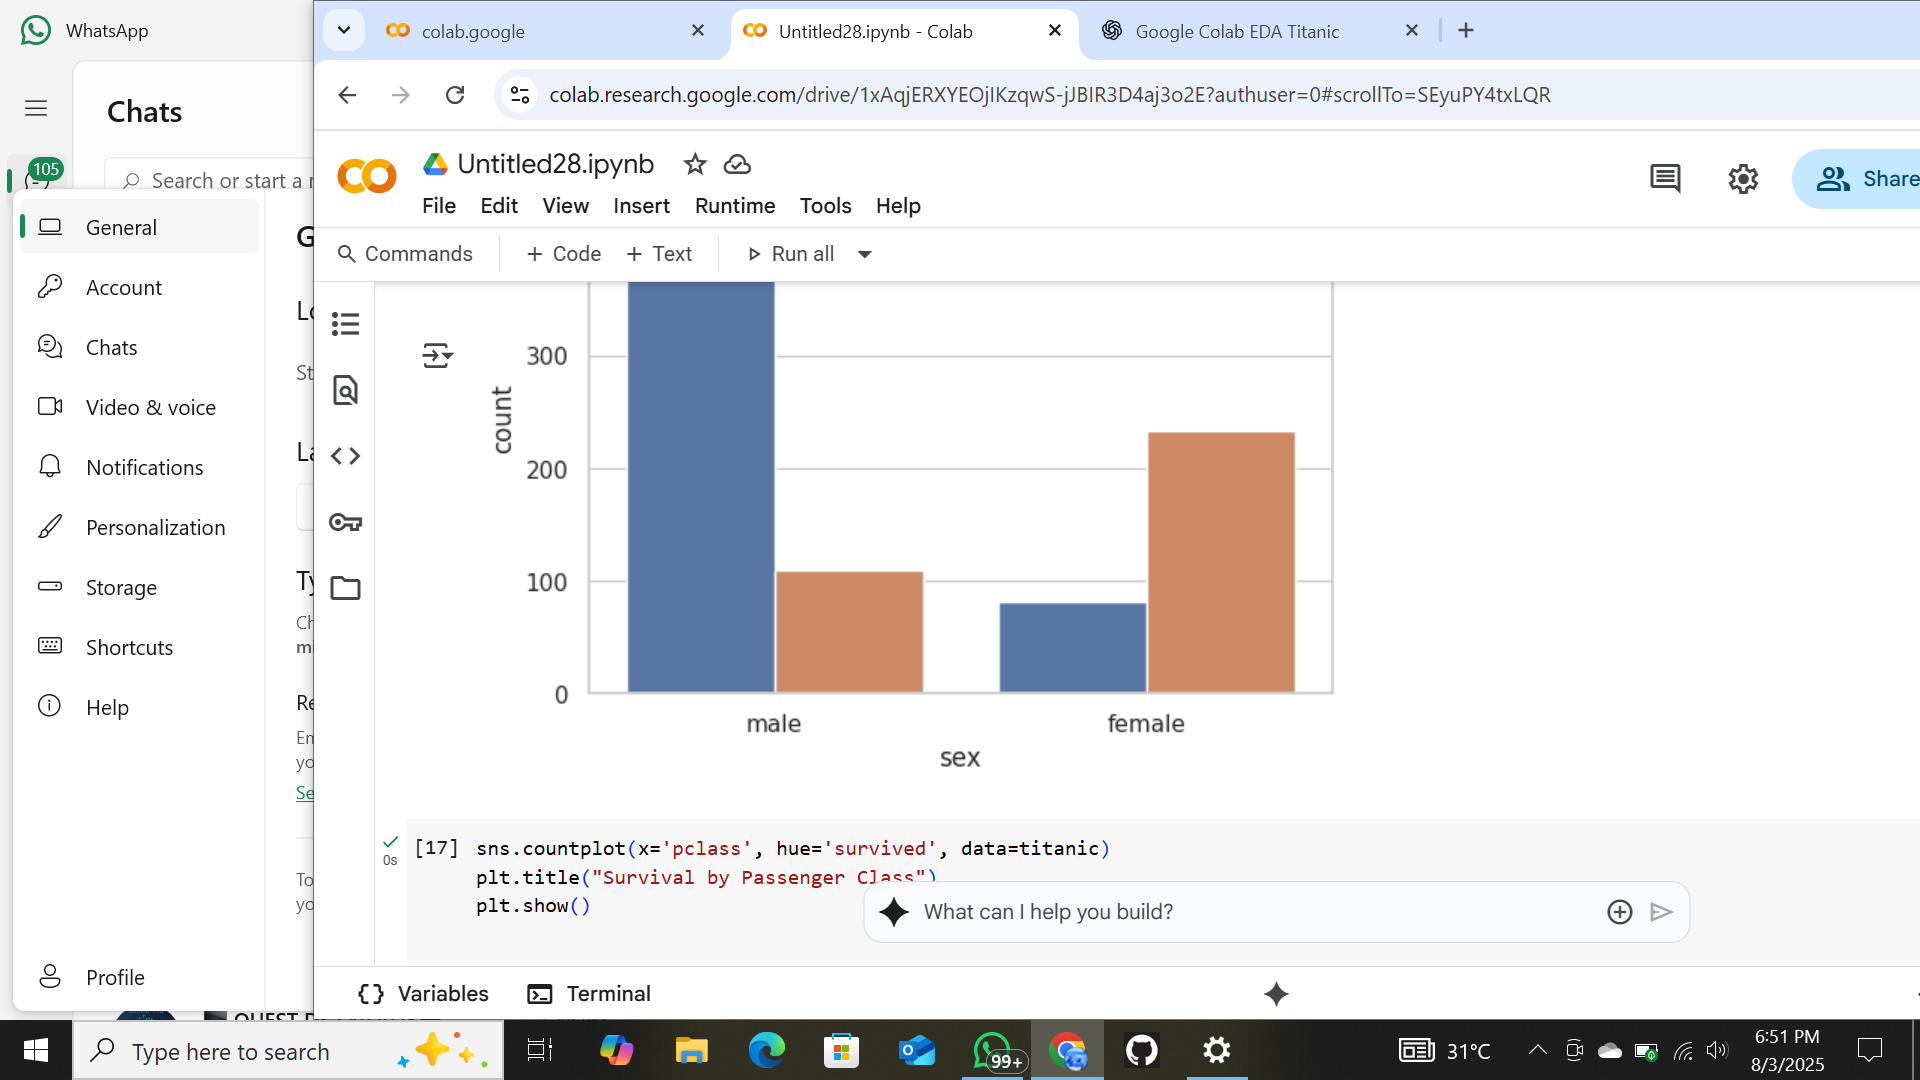 WhatsApp
Chats
105
Search or start a
General
Account
Chats
Video & voice
Notifications
Personalization
Storage
Shortcuts
Help
Profile
G
Lo
St
La
Ty
Ch
Re
Em
yo
Se
To
yo
colab.google
Untitled28.ipynb - Colab
Google Colab EDA Titanic
colab.research.google.com/drive/1xAqjERXYEOjIKzqwS-jJBIR3D4aj3o2E?authuser=0#scrollTo=SEyuPY4txLQR
Untitled28.ipynb
Share
File Edit View Insert Runtime Tools Help
Commands + Code + Text Run all
300
200
100
0
count
male female
sex
0s
[17] sns.countplot(x='pclass', hue='survived', data=titanic)
plt.title("Survival by Passenger Class")
plt.show()
What can I help you build?
Variables Terminal
Type here to search
99+
31°C
6:51 PM
8/3/2025